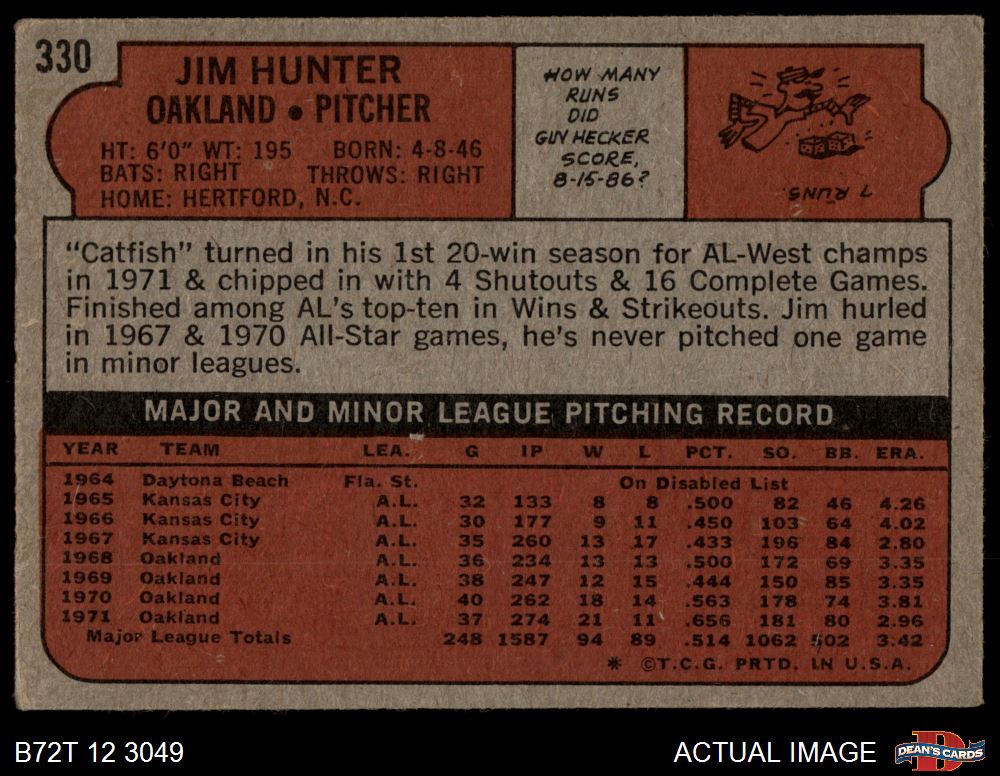 330
JIM HUNTER
OAKLAND • PITCHER
HT: 6'0" WT: 195 BORN: 4-8-46
BATS: RIGHT THROWS: RIGHT
HOME: HERTFORD, N.C.
HOW MANY
RUNS
DID
GUY HECKER
SCORE,
8-15-86?
7 RUNS.
"Catfish" turned in his 1st 20-win season for AL-West champs
in 1971 & chipped in with 4 Shutouts & 16 Complete Games.
Finished among AL's top-ten in Wins & Strikeouts. Jim hurled
in 1967 & 1970 All-Star games, he's never pitched one game
in minor leagues.
MAJOR AND MINOR LEAGUE PITCHING RECORD
YEAR TEAM LEA. G IP W L PCT. SO. BB. ERA.
1964 Daytona Beach Fla. St. On Disabled List
1965 Kansas City A.L. 32 133 8 8 .500 82 46 4.26
1966 Kansas City A.L. 30 177 9 11 .450 103 64 4.02
1967 Kansas City A.L. 35 260 13 17 .433 196 84 2.80
1968 Oakland A.L. 36 234 13 13 .500 172 69 3.35
1969 Oakland A.L. 38 247 12 15 .444 150 85 3.35
1970 Oakland A.L. 40 262 18 14 .563 178 74 3.81
1971 Oakland A.L. 37 274 21 11 .656 181 80 2.96
Major League Totals 248 1587 94 89 .514 1062 502 3.42
* ©T.C.G. PRTD. IN U.S.A.
B72T 12 3049
ACTUAL IMAGE
DEAN'S CARDS